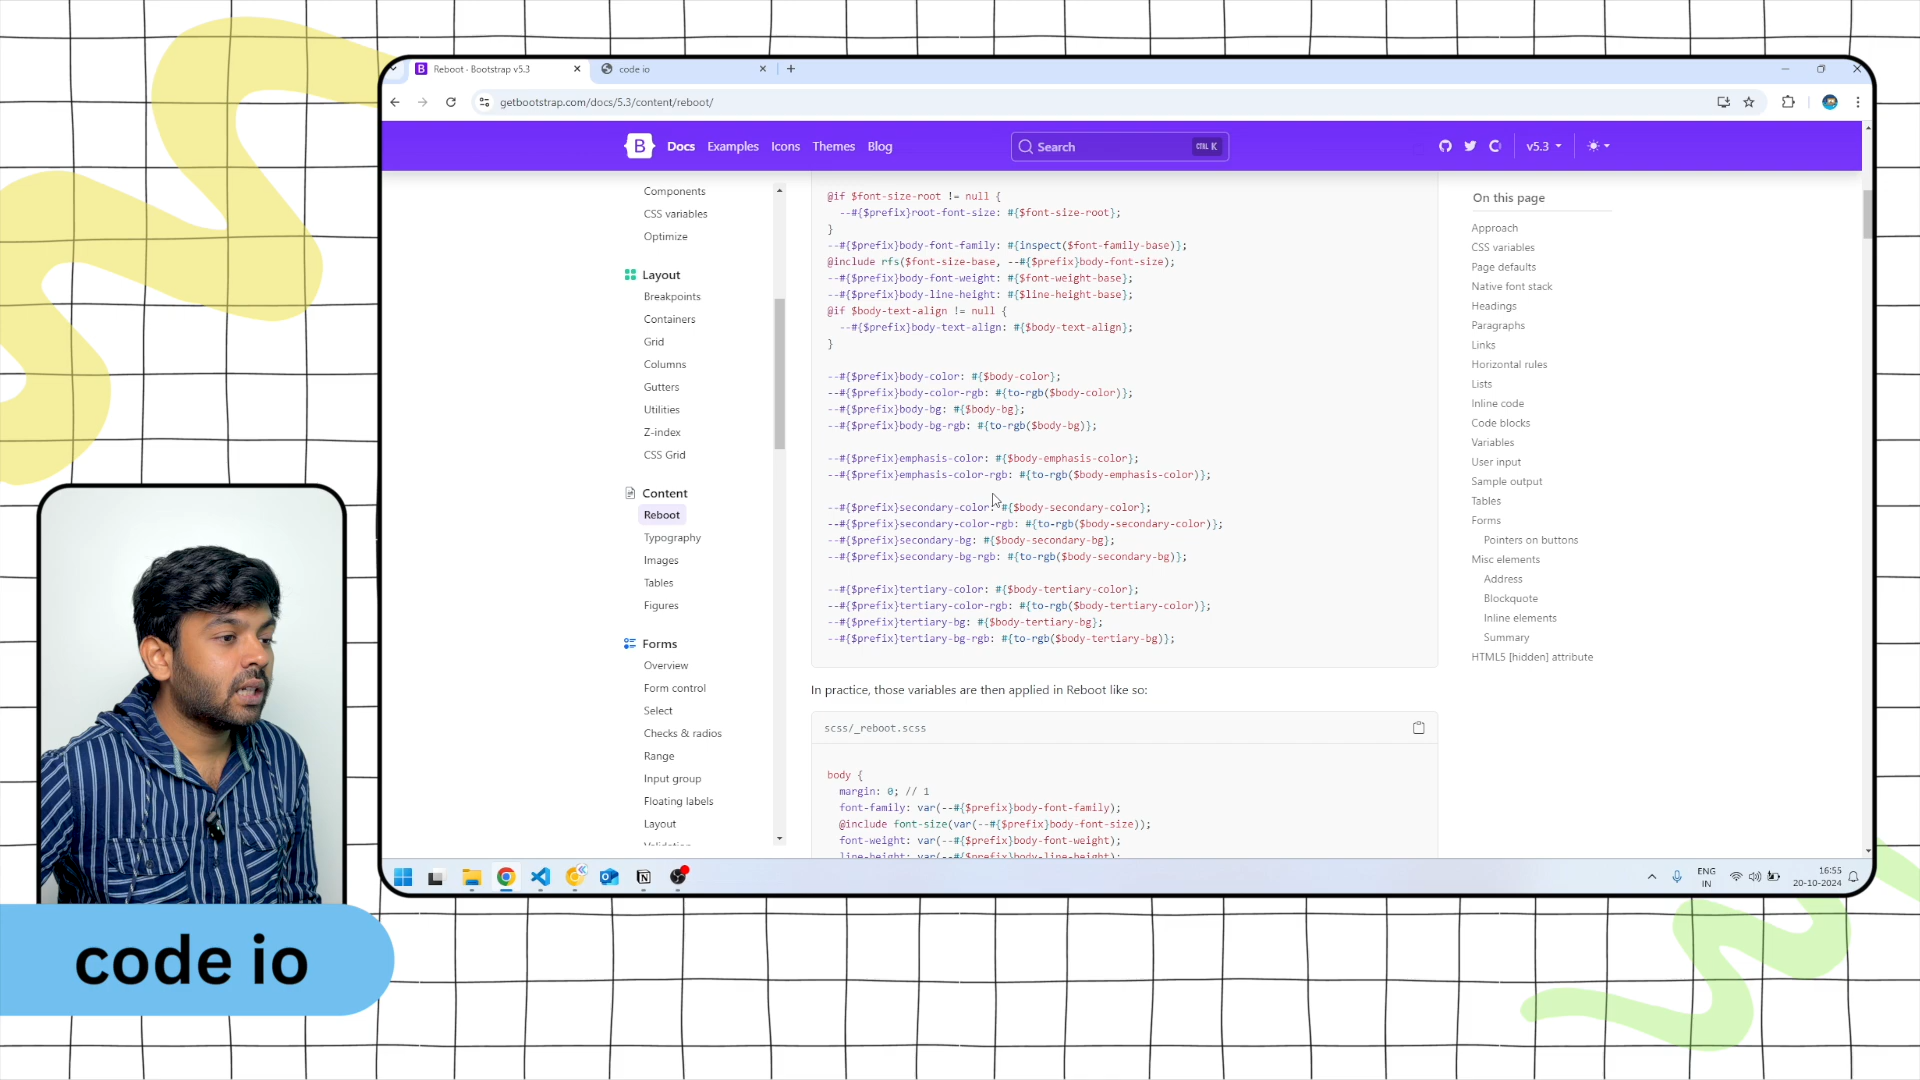 Reboot - Bootstrap v5.3
code io
getbootstrap.com/docs/5.3/content/reboot/
B
Docs
Examples
Icons
Themes
Blog
Search
CTRL K
v5.3
Components
CSS variables
Optimize
Layout
Breakpoints
Containers
Grid
Columns
Gutters
Utilities
Z-index
CSS Grid
Content
Reboot
Typography
Images
Tables
Figures
Forms
Overview
Form control
Select
Checks & radios
Range
Input group
Floating labels
Layout
@if $font-size-root != null {
--#{$prefix}root-font-size: #{$font-size-root};
}
--#{$prefix}body-font-family: #{inspect($font-family-base)};
@include rfs($font-size-base, --#{$prefix}body-font-size);
--#{$prefix}body-font-weight: #{$font-weight-base};
--#{$prefix}body-line-height: #{$line-height-base};
@if $body-text-align != null {
--#{$prefix}body-text-align: #{$body-text-align};
}
--#{$prefix}body-color: #{$body-color};
--#{$prefix}body-color-rgb: #{to-rgb($body-color)};
--#{$prefix}body-bg: #{$body-bg};
--#{$prefix}body-bg-rgb: #{to-rgb($body-bg)};
--#{$prefix}emphasis-color: #{$body-emphasis-color};
--#{$prefix}emphasis-color-rgb: #{to-rgb($body-emphasis-color)};
--#{$prefix}secondary-color: #{$body-secondary-color};
--#{$prefix}secondary-color-rgb: #{to-rgb($body-secondary-color)};
--#{$prefix}secondary-bg: #{$body-secondary-bg};
--#{$prefix}secondary-bg-rgb: #{to-rgb($body-secondary-bg)};
--#{$prefix}tertiary-color: #{$body-tertiary-color};
--#{$prefix}tertiary-color-rgb: #{to-rgb($body-tertiary-color)};
--#{$prefix}tertiary-bg: #{$body-tertiary-bg};
--#{$prefix}tertiary-bg-rgb: #{to-rgb($body-tertiary-bg)};
In practice, those variables are then applied in Reboot like so:
scss/_reboot.scss
body {
margin: 0; // 1
font-family: var(--#{$prefix}body-font-family);
@include font-size(var(--#{$prefix}body-font-size));
font-weight: var(--#{$prefix}body-font-weight);
line-height: var(--#{$prefix}body-line-height);
On this page
Approach
CSS variables
Page defaults
Native font stack
Headings
Paragraphs
Links
Horizontal rules
Lists
Inline code
Code blocks
Variables
User input
Sample output
Tables
Forms
Pointers on buttons
Misc elements
Address
Blockquote
Inline elements
Summary
HTML5 [hidden] attribute
ENG
IN
16:55
20-10-2024
code io